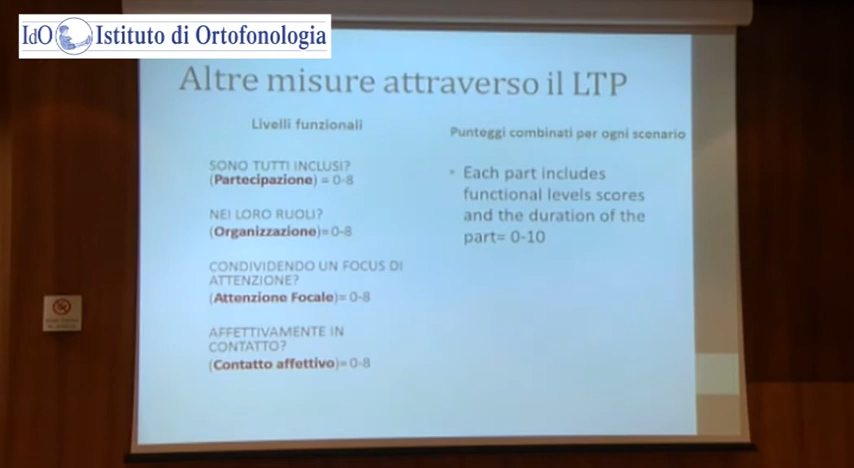 IdO Istituto di Ortofonologia
Altre misure attraverso il LTP
Livelli funzionali
SONO TUTTI INCLUSI?
(Partecipazione) = 0-8
NEI LORO RUOLI?
(Organizzazione)= 0-8
CONDIVIDENDO UN FOCUS DI
ATTENZIONE?
(Attenzione Focale)= 0-8
AFFETTIVAMENTE IN
CONTATTO?
(Contatto affettivo)= 0-8
Punteggi combinati per ogni scenario
• Each part includes
functional levels scores
and the duration of the
part= 0-10